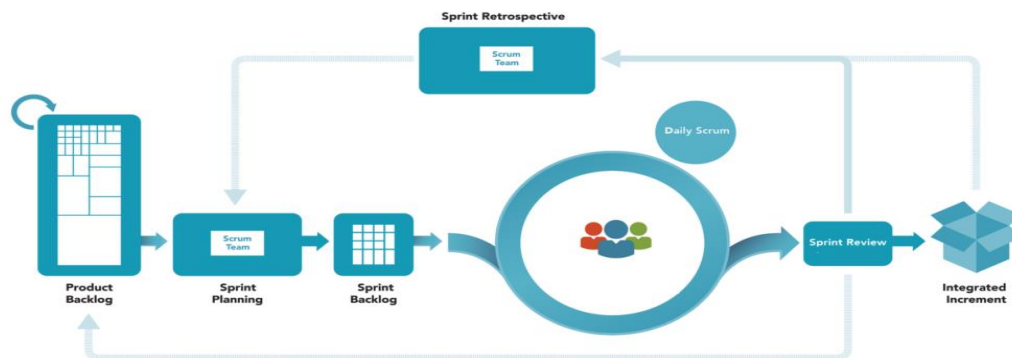 Sprint Retrospective
Scrum
Team
Daily Scrum
Scrum
Team
Sprint Review
Product
Backlog
Sprint
Planning
Sprint
Backlog
Integrated
Increment